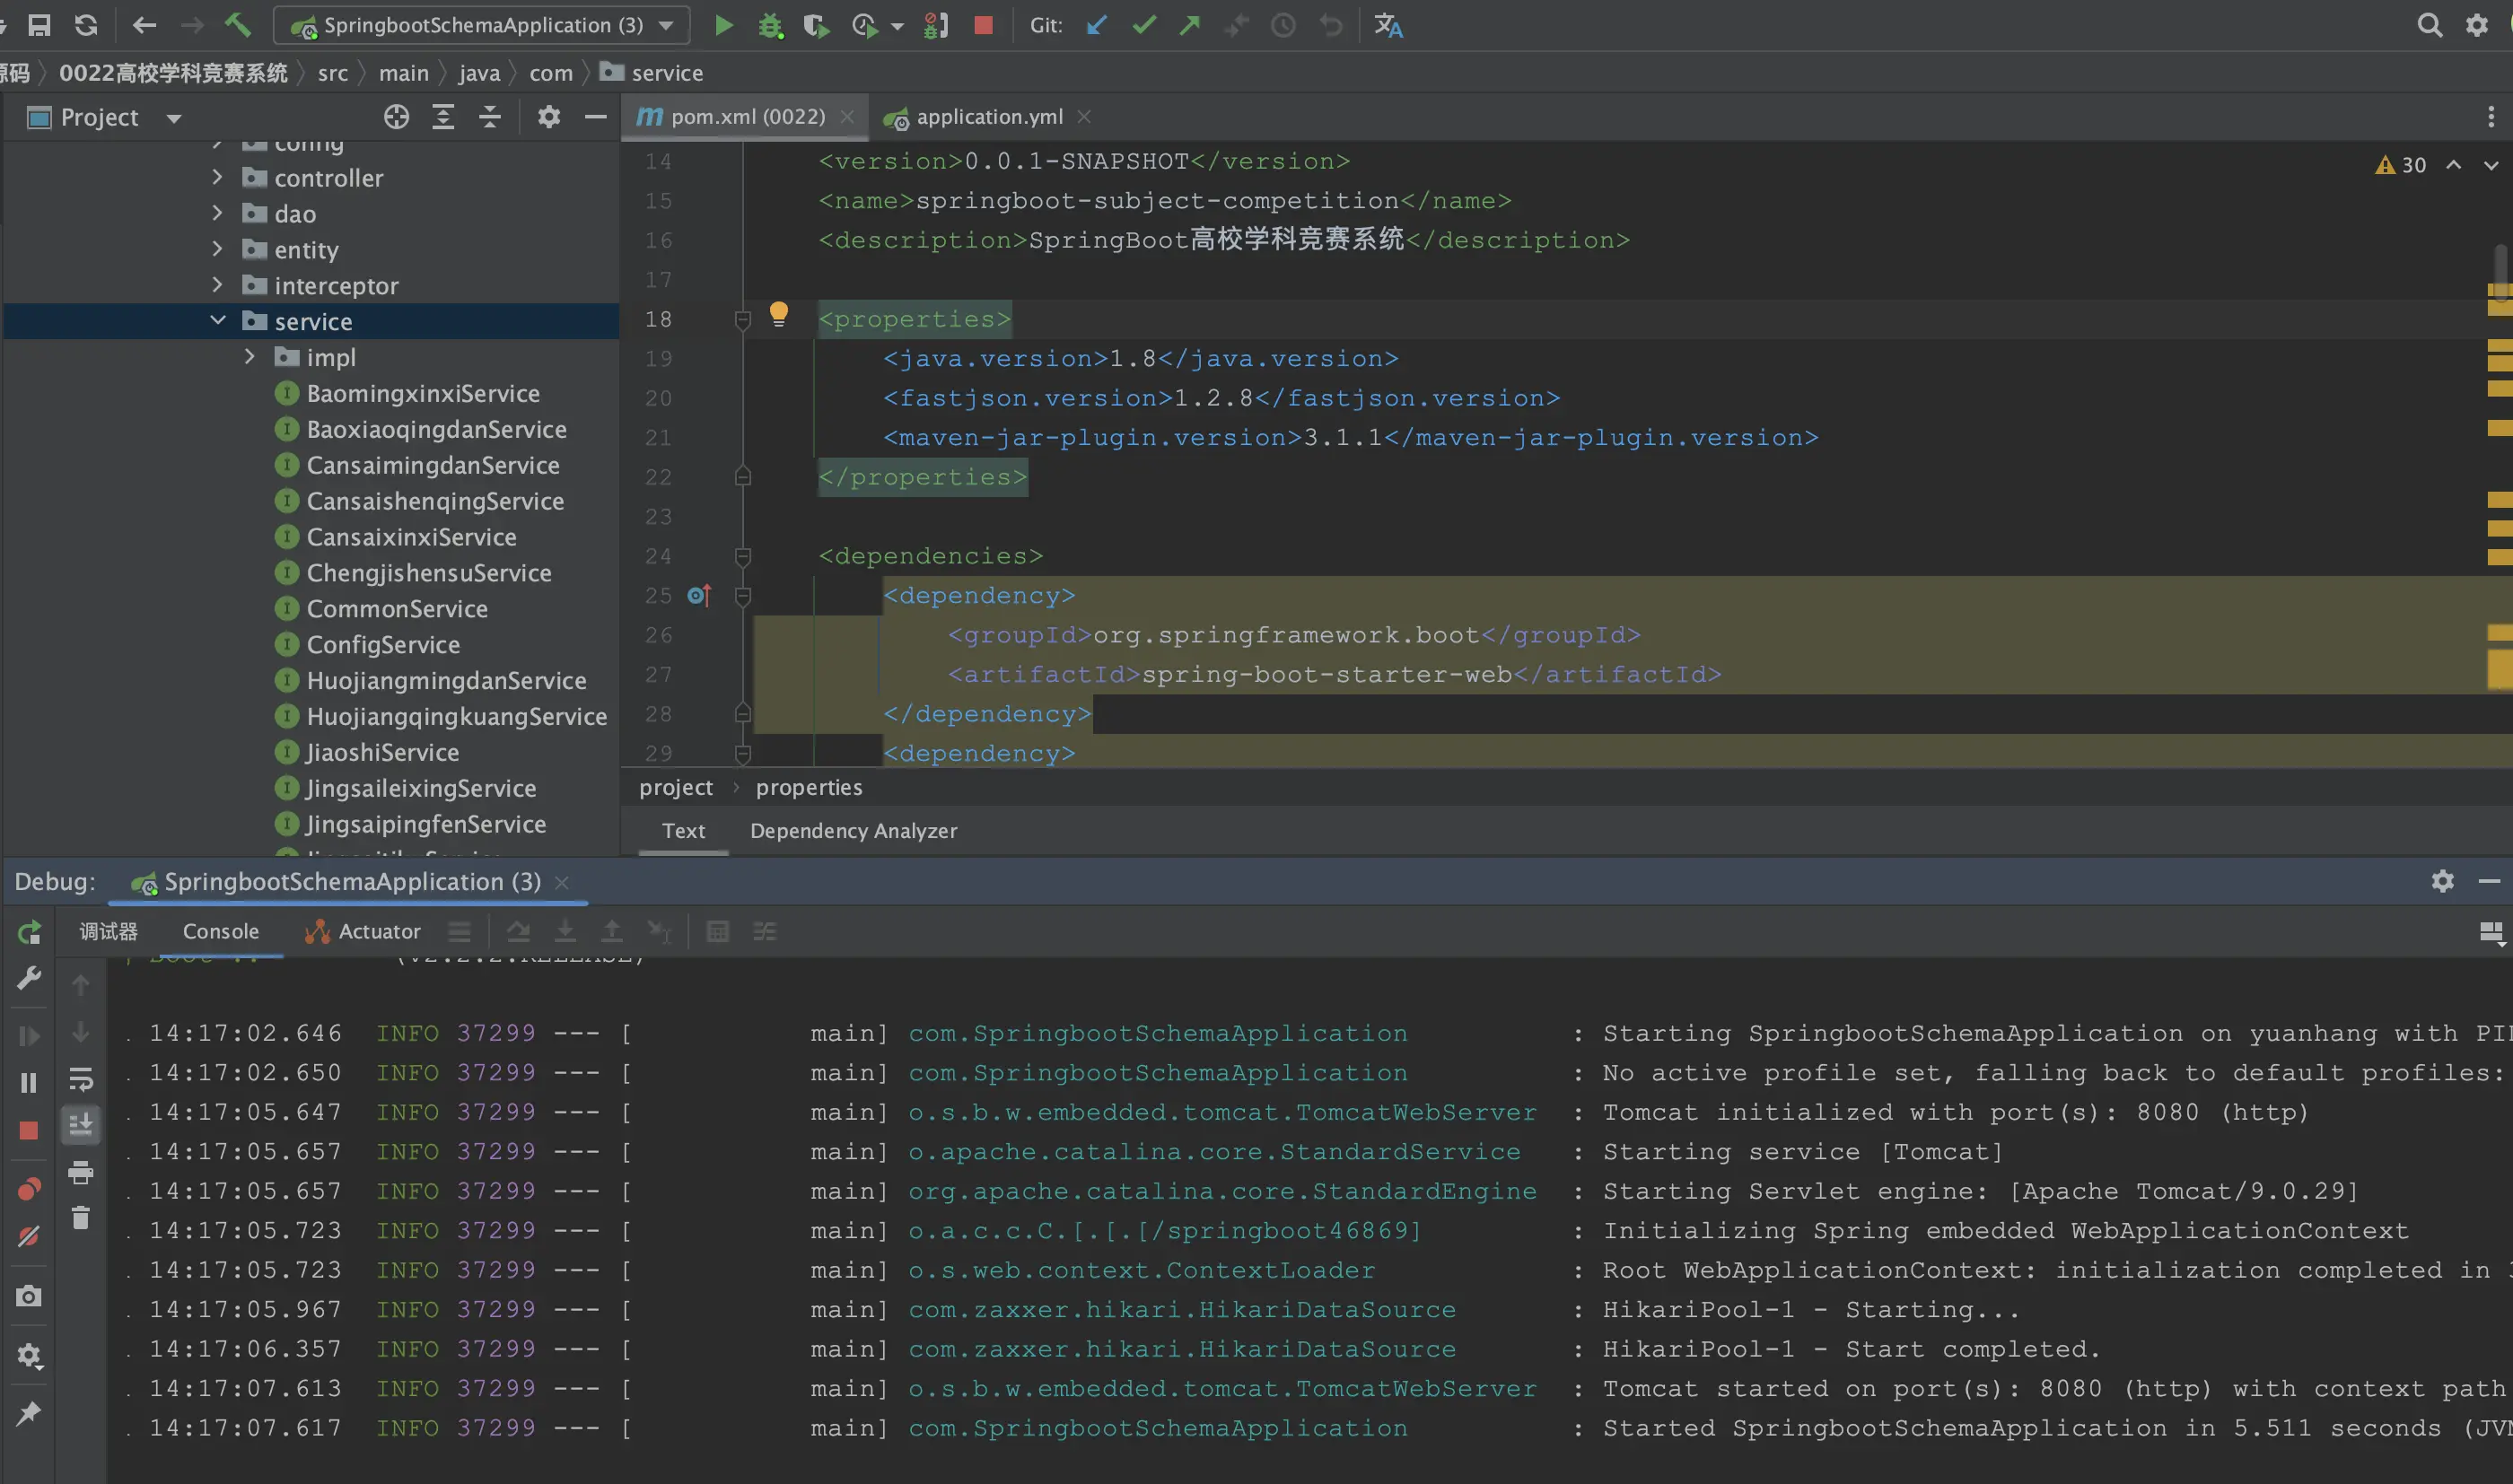 SpringbootSchemaApplication (3)
Git:
源码 0022高校学科竞赛系统 src main java com service
Project
pom.xml (0022)
application.yml
config
controller
dao
entity
interceptor
service
impl
BaomingxinxiService
BaoxiaoqingdanService
CansaimingdanService
CansaishenqingService
CansaixinxiService
ChengjishensuService
CommonService
ConfigService
HuojiangmingdanService
HuojiangqingkuangService
JiaoshiService
JingsaileixingService
JingsaipingfenService
30
14 <version>0.0.1-SNAPSHOT</version>
15 <name>springboot-subject-competition</name>
16 <description>SpringBoot高校学科竞赛系统</description>
17
18 <properties>
19 <java.version>1.8</java.version>
20 <fastjson.version>1.2.8</fastjson.version>
21 <maven-jar-plugin.version>3.1.1</maven-jar-plugin.version>
22 </properties>
23
24 <dependencies>
25 <dependency>
26 <groupId>org.springframework.boot</groupId>
27 <artifactId>spring-boot-starter-web</artifactId>
28 </dependency>
29 <dependency>
project › properties
Text Dependency Analyzer
Debug: SpringbootSchemaApplication (3)
调试器 Console Actuator
Boot :: (v2.2.2.RELEASE)
. 14:17:02.646 INFO 37299 --- [ main] com.SpringbootSchemaApplication : Starting SpringbootSchemaApplication on yuanhang with PID
. 14:17:02.650 INFO 37299 --- [ main] com.SpringbootSchemaApplication : No active profile set, falling back to default profiles:
. 14:17:05.647 INFO 37299 --- [ main] o.s.b.w.embedded.tomcat.TomcatWebServer : Tomcat initialized with port(s): 8080 (http)
. 14:17:05.657 INFO 37299 --- [ main] o.apache.catalina.core.StandardService : Starting service [Tomcat]
. 14:17:05.657 INFO 37299 --- [ main] org.apache.catalina.core.StandardEngine : Starting Servlet engine: [Apache Tomcat/9.0.29]
. 14:17:05.723 INFO 37299 --- [ main] o.a.c.c.C.[.[.[/springboot46869] : Initializing Spring embedded WebApplicationContext
. 14:17:05.723 INFO 37299 --- [ main] o.s.web.context.ContextLoader : Root WebApplicationContext: initialization completed in
. 14:17:05.967 INFO 37299 --- [ main] com.zaxxer.hikari.HikariDataSource : HikariPool-1 - Starting...
. 14:17:06.357 INFO 37299 --- [ main] com.zaxxer.hikari.HikariDataSource : HikariPool-1 - Start completed.
. 14:17:07.613 INFO 37299 --- [ main] o.s.b.w.embedded.tomcat.TomcatWebServer : Tomcat started on port(s): 8080 (http) with context path
. 14:17:07.617 INFO 37299 --- [ main] com.SpringbootSchemaApplication : Started SpringbootSchemaApplication in 5.511 seconds (JVM